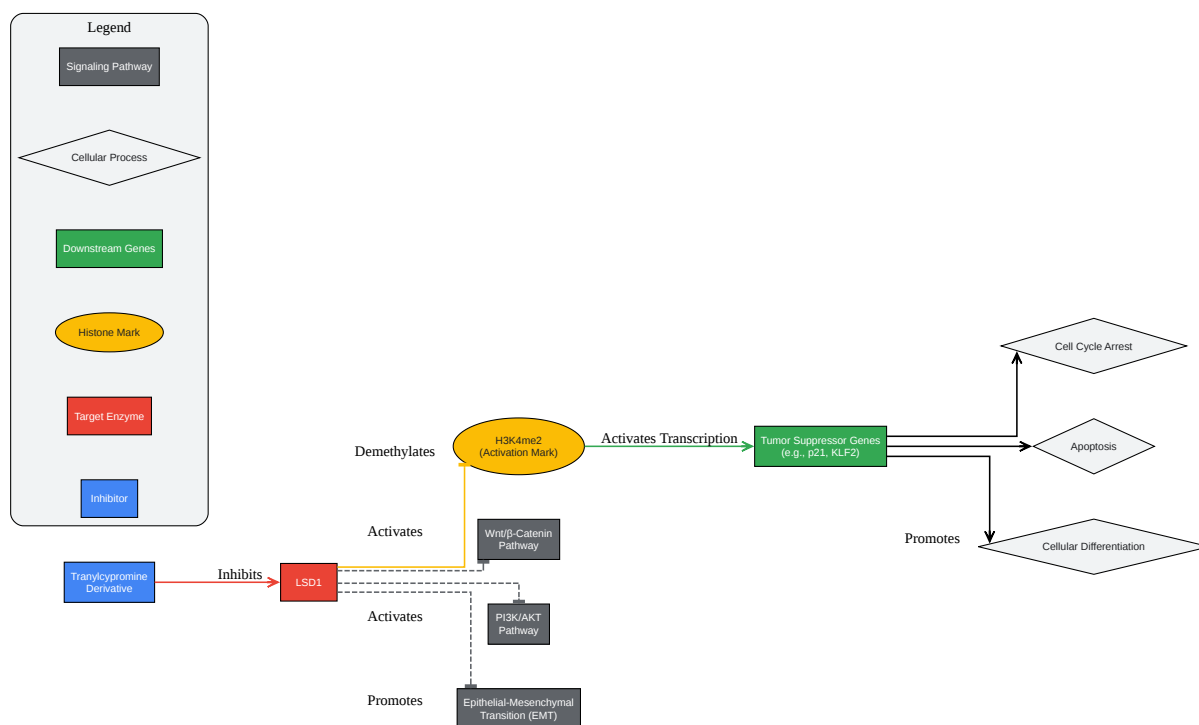 Legend
Signaling Pathway
Cellular Process
Downstream Genes
Histone Mark
Target Enzyme
Inhibitor
Tranylcypromine
Derivative
Inhibits
LSD1
Demethylates
H3K4me2
(Activation Mark)
Activates Transcription
Tumor Suppressor Genes
(e.g., p21, KLF2)
Cell Cycle Arrest
Apoptosis
Promotes
Cellular Differentiation
Activates
Wnt/β-Catenin
Pathway
Activates
PI3K/AKT
Pathway
Promotes
Epithelial-Mesenchymal
Transition (EMT)